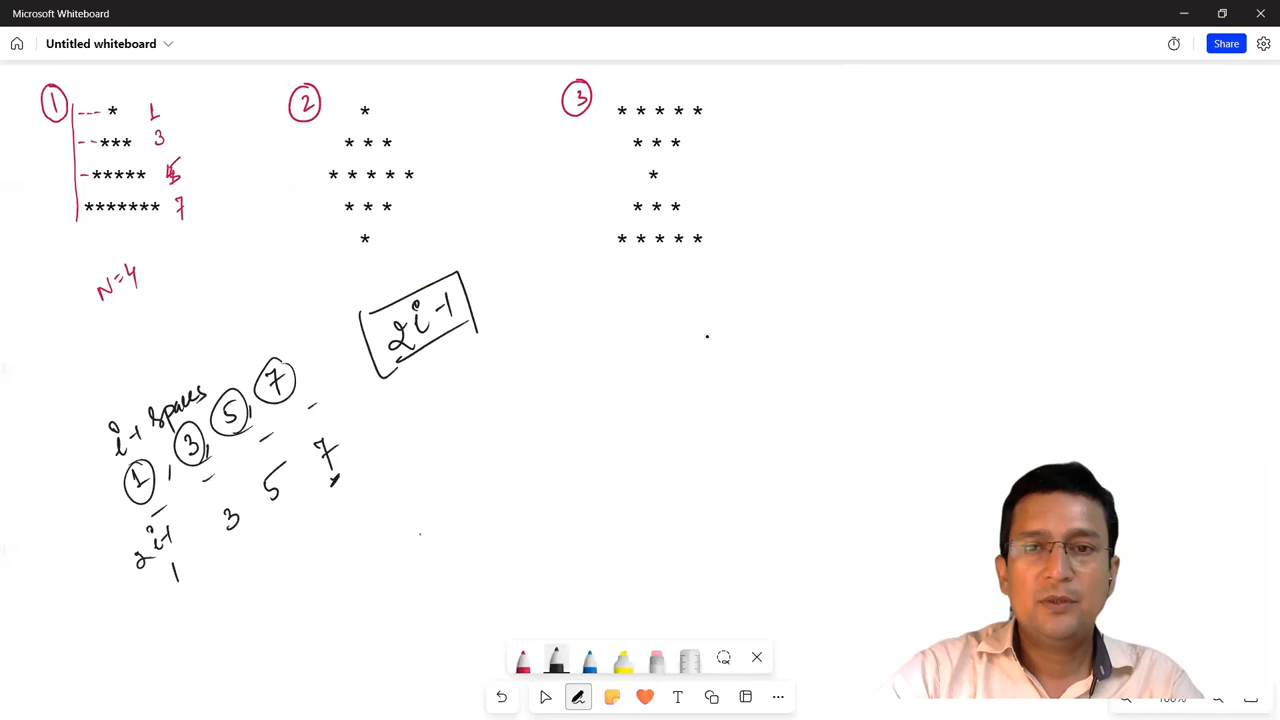 Microsoft Whiteboard
Untitled whiteboard
Share
1
---*  1
--***  3
-*****  5
*******  7
N=4
2
*
* * *
* * * * *
* * *
*
3
* * * * *
* * *
*
* * *
* * * * *
2i-1
i-1 spaces
1, 3, 5, 7
2i-1  3  5  7
1
100%